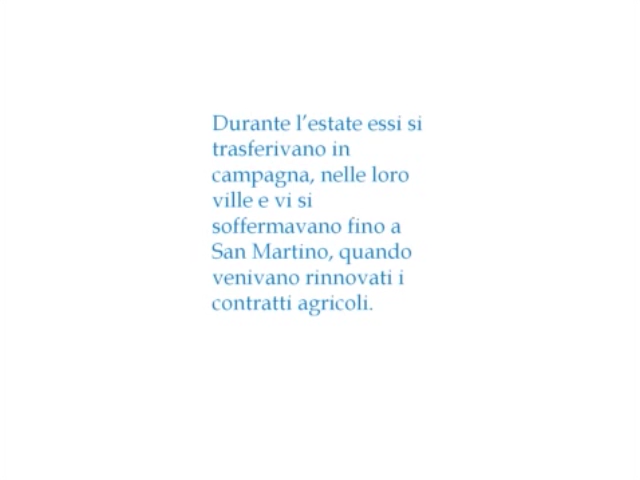 Durante l’estate essi si
trasferivano in
campagna, nelle loro
ville e vi si
soffermavano fino a
San Martino, quando
venivano rinnovati i
contratti agricoli.